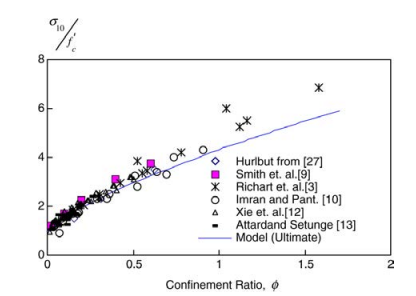 σ10/f'c
8
6
4
2
0
0
0.5
1
1.5
2
Hurlbut from [27]
Smith et. al.[9]
Richart et. al.[3]
Imran and Pant. [10]
Xie et. al.[12]
Attardand Setunge [13]
Model (Ultimate)
Confinement Ratio, ϕ